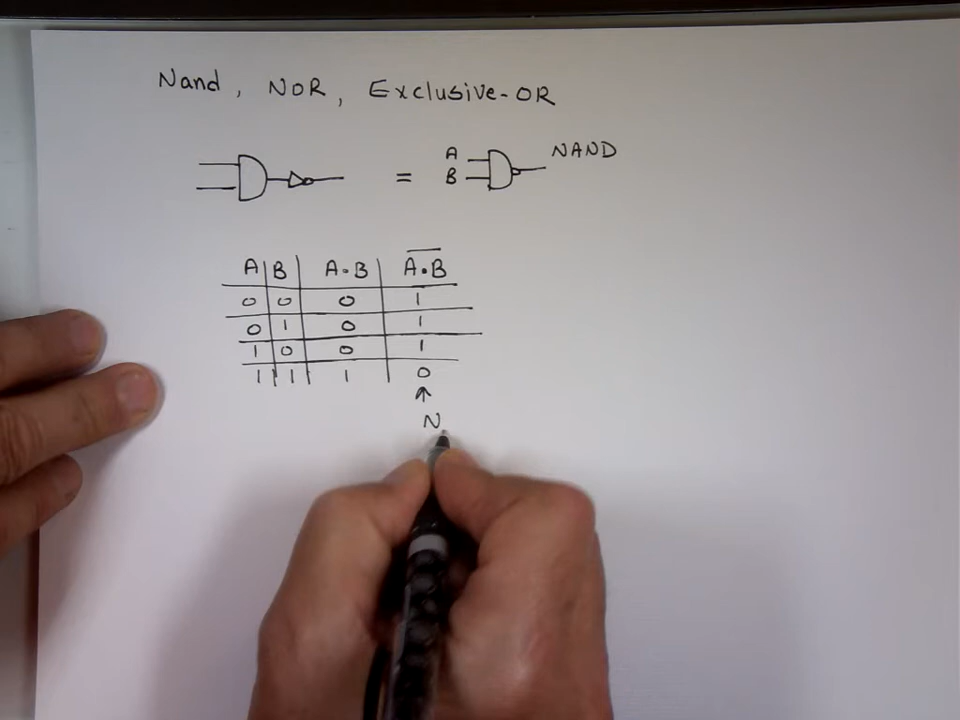 Nand, NOR, Exclusive-OR
= A B NAND
A B A·B A̅·̅B̅
0 0 0 1
0 1 0 1
1 0 0 1
1 1 1 0
↑
N